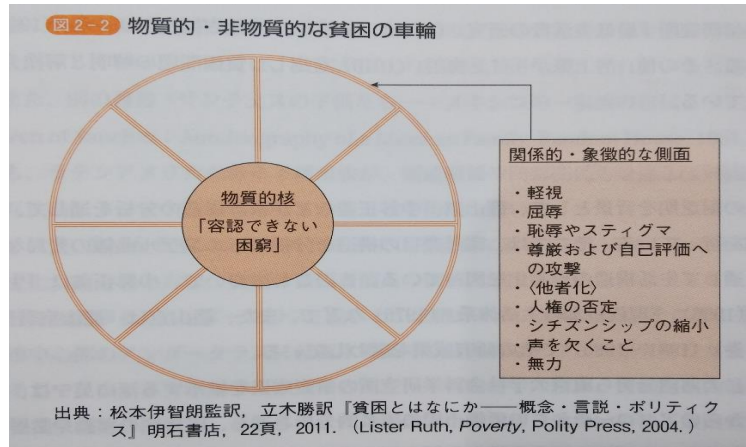 図2-2 物質的・非物質的な貧困の車輪
物質的核
「容認できない
困窮」
関係的・象徴的な側面
・軽視
・屈辱
・恥辱やスティグマ
・尊厳および自己評価へ
の攻撃
・〈他者化〉
・人権の否定
・シチズンシップの縮小
・声を欠くこと
・無力
出典:松本伊智朗監訳,立木勝訳『貧困とはなにか――概念・言説・ポリティク
ス』明石書店,22頁,2011.(Lister Ruth, Poverty, Polity Press, 2004.)